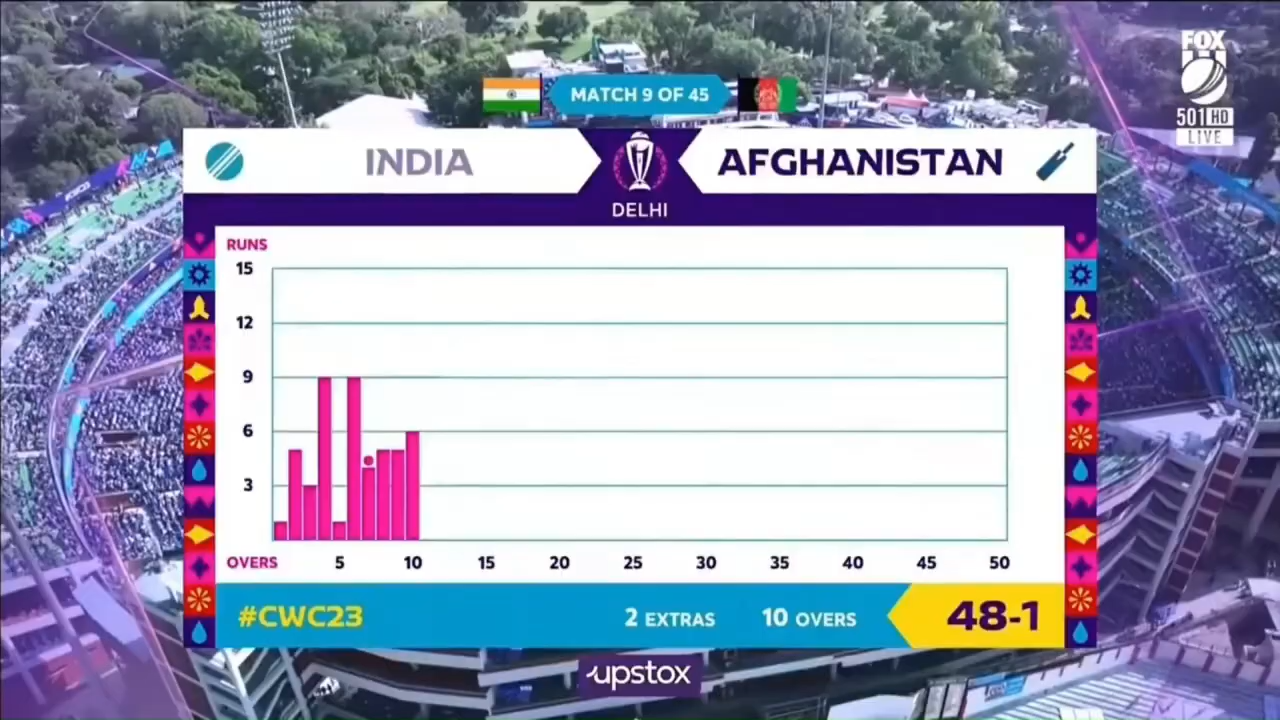 FOX
501 HD
LIVE
MATCH 9 OF 45
INDIA
AFGHANISTAN
DELHI
RUNS
15
12
9
6
3
OVERS 5 10 15 20 25 30 35 40 45 50
#CWC23 2 EXTRAS 10 OVERS 48-1
upstox